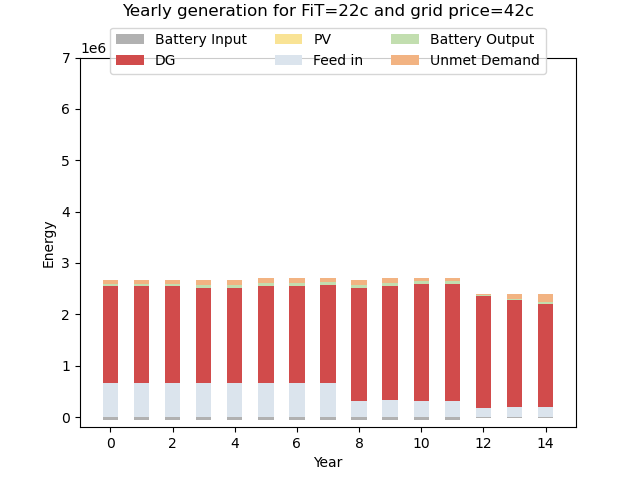 Yearly generation for FiT=22c and grid price=42c
1e6
Battery Input PV Battery Output
DG Feed in Unmet Demand
7
6
5
4
3
2
1
0
Energy
0 2 4 6 8 10 12 14
Year